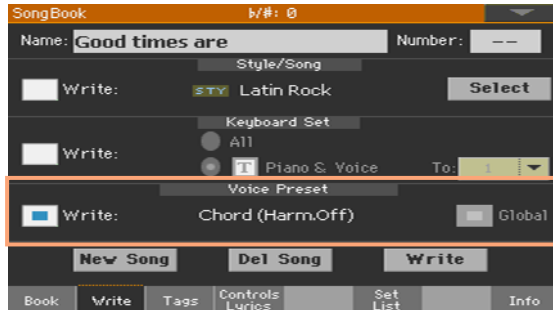 SongBook ♭/#: 0
Name: Good times are Number: --
Style/Song
Write: STY Latin Rock Select
Keyboard Set
All
Write: T Piano & Voice To: 1
Voice Preset
Write: Chord (Harm.Off) Global
New Song Del Song Write
Book Write Tags Controls Lyrics Set List Info